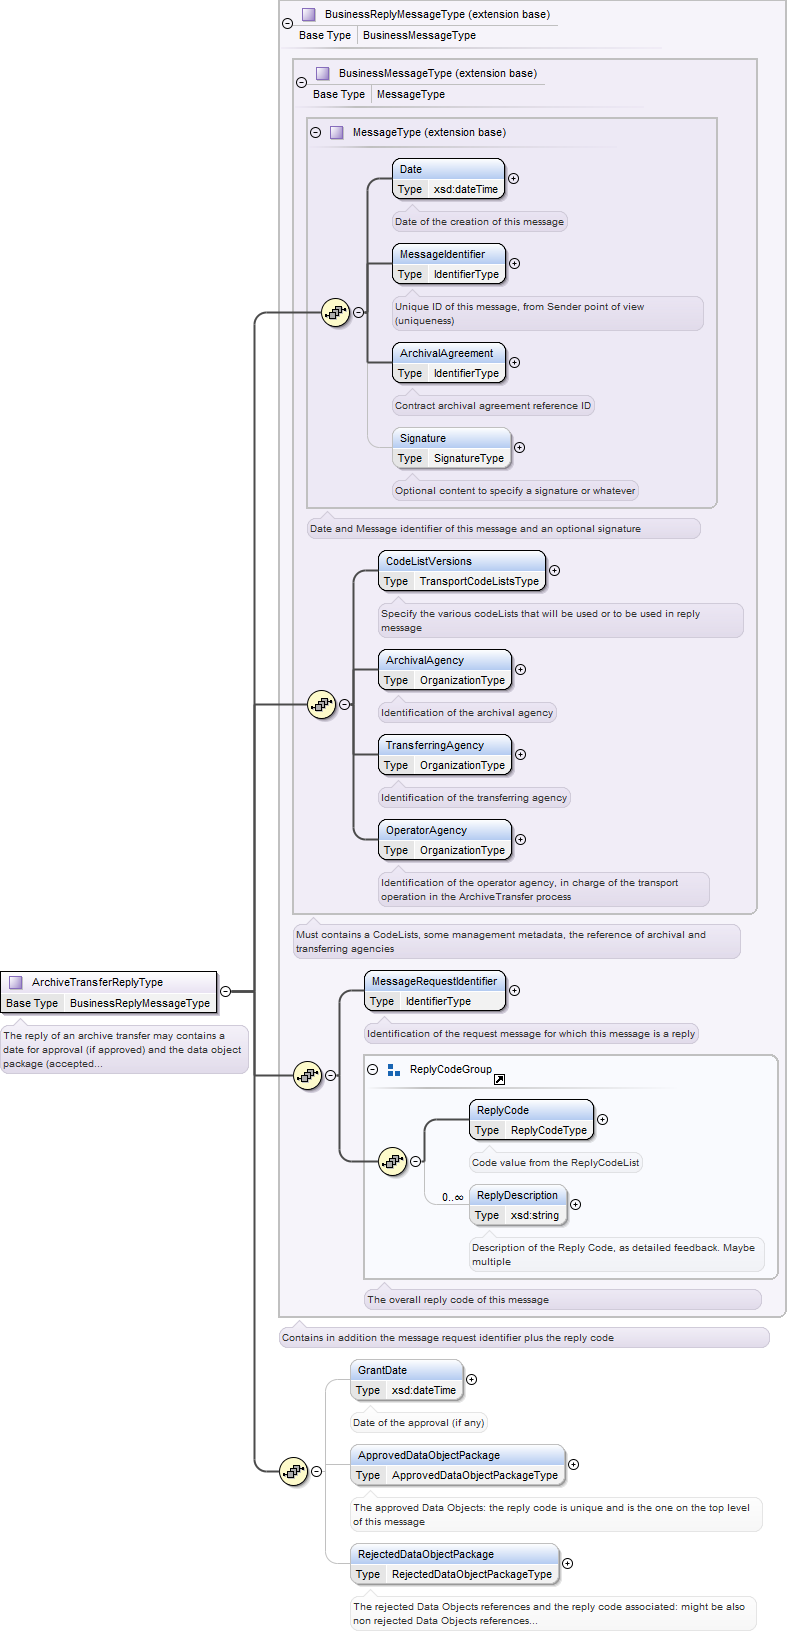 BusinessReplyMessageType (extension base)
Base Type BusinessMessageType
BusinessMessageType (extension base)
Base Type MessageType
MessageType (extension base)
Date
Type xsd:dateTime
Date of the creation of this message
MessageIdentifier
Type IdentifierType
Unique ID of this message, from Sender point of view
(uniqueness)
ArchivalAgreement
Type IdentifierType
Contract archival agreement reference ID
Signature
Type SignatureType
Optional content to specify a signature or whatever
Date and Message identifier of this message and an optional signature
CodeListVersions
Type TransportCodeListsType
Specify the various codeLists that will be used or to be used in reply
message
ArchivalAgency
Type OrganizationType
Identification of the archival agency
TransferringAgency
Type OrganizationType
Identification of the transferring agency
OperatorAgency
Type OrganizationType
Identification of the operator agency, in charge of the transport
operation in the ArchiveTransfer process
Must contains a CodeLists, some management metadata, the reference of archival and
transferring agencies
ArchiveTransferReplyType
Base Type BusinessReplyMessageType
The reply of an archive transfer may contains a
date for approval (if approved) and the data object
package (accepted...
MessageRequestIdentifier
Type IdentifierType
Identification of the request message for which this message is a reply
ReplyCodeGroup
ReplyCode
Type ReplyCodeType
Code value from the ReplyCodeList
0..∞
ReplyDescription
Type xsd:string
Description of the Reply Code, as detailed feedback. Maybe
multiple
The overall reply code of this message
Contains in addition the message request identifier plus the reply code
GrantDate
Type xsd:dateTime
Date of the approval (if any)
ApprovedDataObjectPackage
Type ApprovedDataObjectPackageType
The approved Data Objects: the reply code is unique and is the one on the top level
of this message
RejectedDataObjectPackage
Type RejectedDataObjectPackageType
The rejected Data Objects references and the reply code associated: might be also
non rejected Data Objects references...